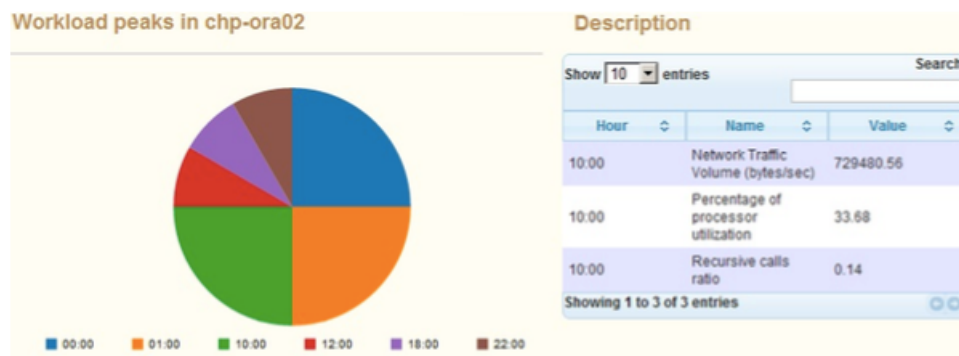 Workload peaks in chp-ora02
00:00
01:00
10:00
12:00
18:00
22:00
Description
Show 10 entries
Search
Hour
Name
Value
10:00
Network Traffic
Volume (bytes/sec)
729480.56
10:00
Percentage of
processor
utilization
33.68
10:00
Recursive calls
ratio
0.14
Showing 1 to 3 of 3 entries